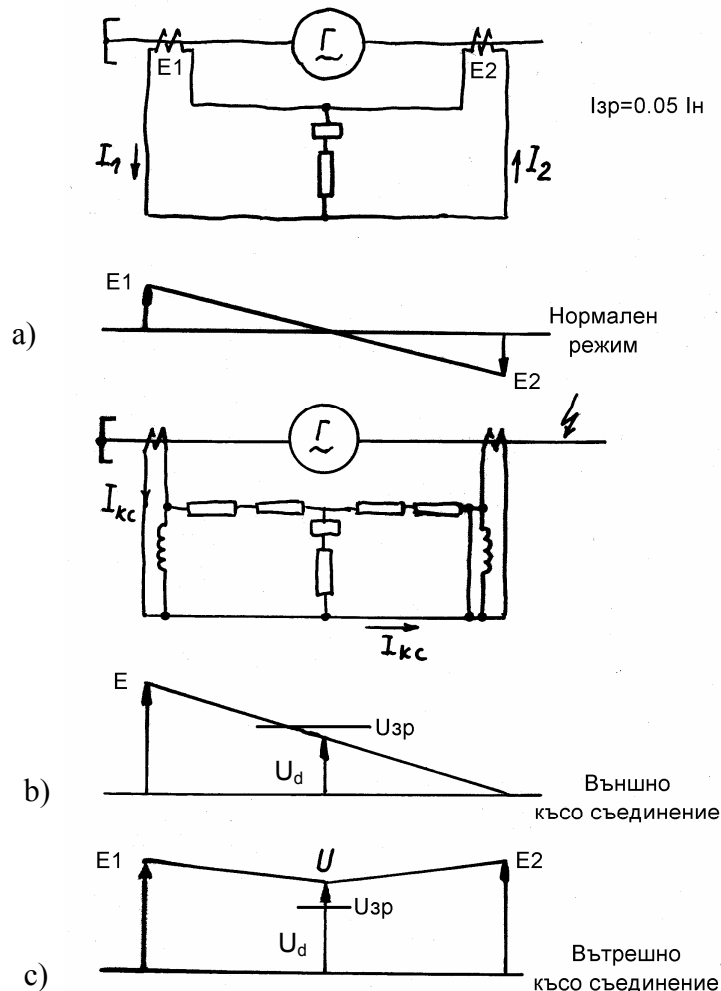 Г
~
E1
E2
Iзр=0.05 Iн
I1
I2
E1
а)
Нормален
режим
E2
Г
~
Iкс
Iкс
E
Uзр
Ud
b)
Външно
късо съединение
E1
U
E2
Uзр
Ud
Вътрешно
c)
късо съединение